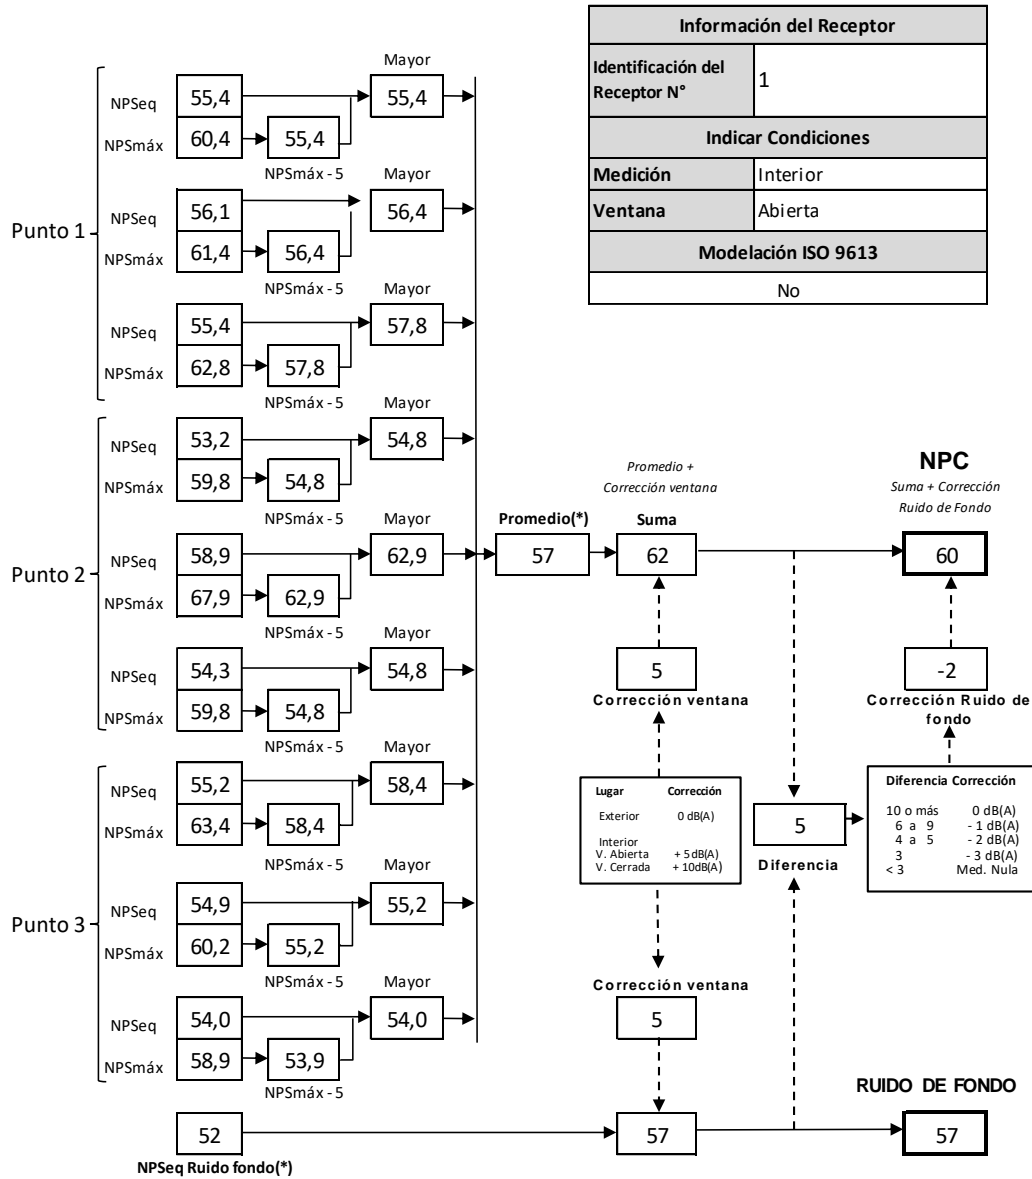 Información del Receptor
Identificación del Receptor N° 1
Indicar Condiciones
Medición Interior
Ventana Abierta
Modelación ISO 9613
No
Punto 1
Mayor
NPSeq 55,4 55,4
NPSmáx 60,4 55,4
NPSmáx - 5
Mayor
NPSeq 56,1 56,4
NPSmáx 61,4 56,4
NPSmáx - 5
Mayor
NPSeq 55,4 57,8
NPSmáx 62,8 57,8
NPSmáx - 5
Punto 2
Mayor
NPSeq 53,2 54,8
NPSmáx 59,8 54,8
NPSmáx - 5
Mayor
NPSeq 58,9 62,9
NPSmáx 67,9 62,9
NPSmáx - 5
Mayor
NPSeq 54,3 54,8
NPSmáx 59,8 54,8
NPSmáx - 5
Punto 3
Mayor
NPSeq 55,2 58,4
NPSmáx 63,4 58,4
NPSmáx - 5
Mayor
NPSeq 54,9 55,2
NPSmáx 60,2 55,2
NPSmáx - 5
Mayor
NPSeq 54,0 54,0
NPSmáx 58,9 53,9
NPSmáx - 5
52
NPSeq Ruido fondo(*)
Promedio(*)
57
Promedio +
Corrección ventana
Suma
62
5
Corrección ventana
Lugar Corrección
Exterior 0 dB(A)
Interior
V. Abierta + 5dB(A)
V. Cerrada + 10dB(A)
Corrección ventana
5
57
5
Diferencia
NPC
Suma + Corrección
Ruido de Fondo
60
-2
Corrección Ruido de
fondo
Diferencia Corrección
10 o más 0 dB(A)
6 a 9 - 1 dB(A)
4 a 5 - 2 dB(A)
3 - 3 dB(A)
< 3 Med. Nula
RUIDO DE FONDO
57